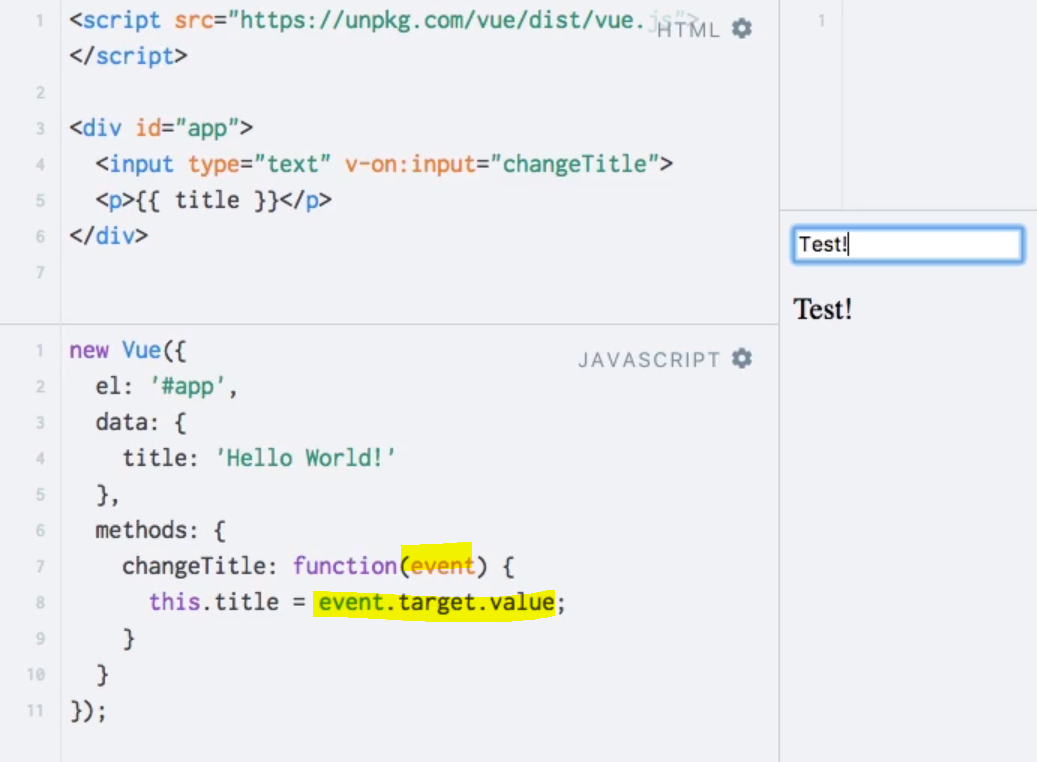 1 <script src="https://unpkg.com/vue/dist/vue.js">
</script>
HTML
2
3 <div id="app">
4 <input type="text" v-on:input="changeTitle">
5 <p>{{ title }}</p>
6 </div>
7
1 new Vue({
JAVASCRIPT
2 el: '#app',
3 data: {
4 title: 'Hello World!'
5 },
6 methods: {
7 changeTitle: function(event) {
8 this.title = event.target.value;
9 }
10 }
11 });
1
Test!
Test!